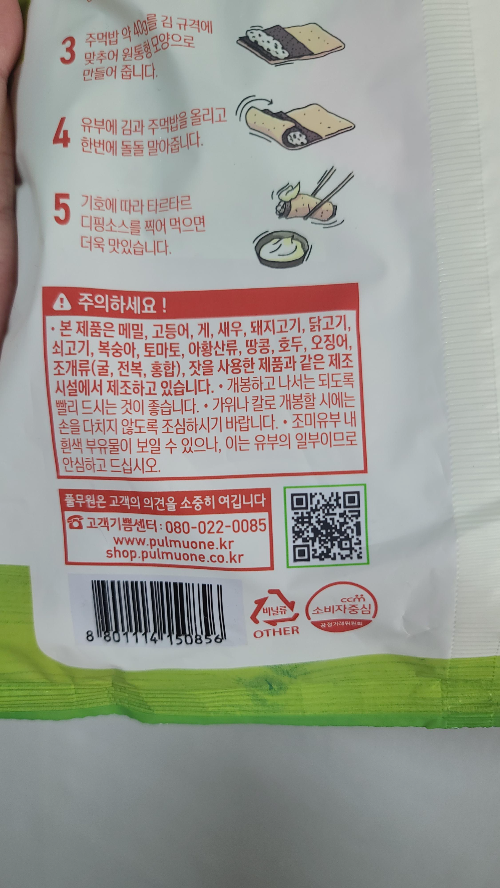 3 주먹밥 약 40g를 김 규격에
맞추어 원통형 모양으로
만들어 줍니다.
4 유부에 김과 주먹밥을 올리고
한번에 돌돌 말아줍니다.
5 기호에 따라 타르타르
디핑소스를 찍어 먹으면
더욱 맛있습니다.
주의하세요 !
• 본 제품은 메밀, 고등어, 게, 새우, 돼지고기, 닭고기,
쇠고기, 복숭아, 토마토, 아황산류, 땅콩, 호두, 오징어,
조개류(굴, 전복, 홍합), 잣을 사용한 제품과 같은 제조
시설에서 제조하고 있습니다. • 개봉하고 나서는 되도록
빨리 드시는 것이 좋습니다. • 가위나 칼로 개봉할 시에는
손을 다치지 않도록 조심하시기 바랍니다. • 조미유부 내
흰색 부유물이 보일 수 있으나, 이는 유부의 일부이므로
안심하고 드십시오.
풀무원은 고객의 의견을 소중히 여깁니다
고객기쁨센터 : 080-022-0085
www.pulmuone.kr
shop.pulmuone.co.kr
8 801114 150856
비닐류
OTHER
ccm
소비자중심
공정거래위원회